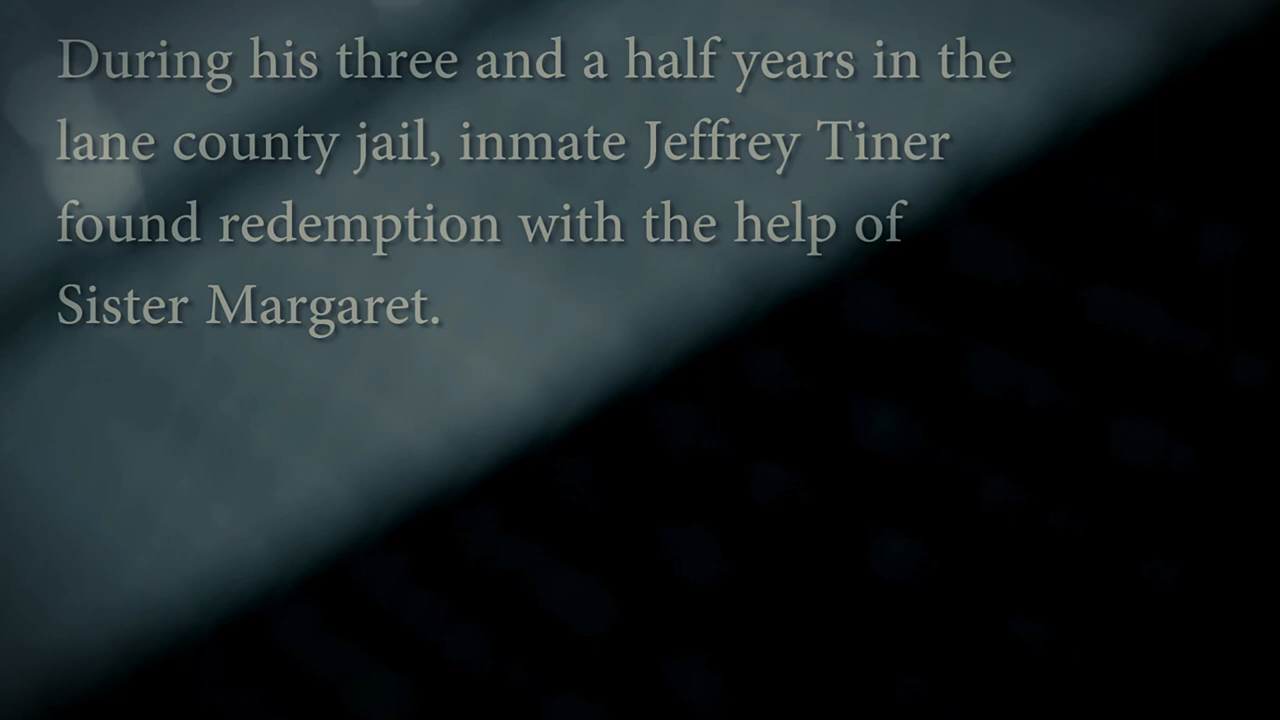 During his three and a half years in the
lane county jail, inmate Jeffrey Tiner
found redemption with the help of
Sister Margaret.